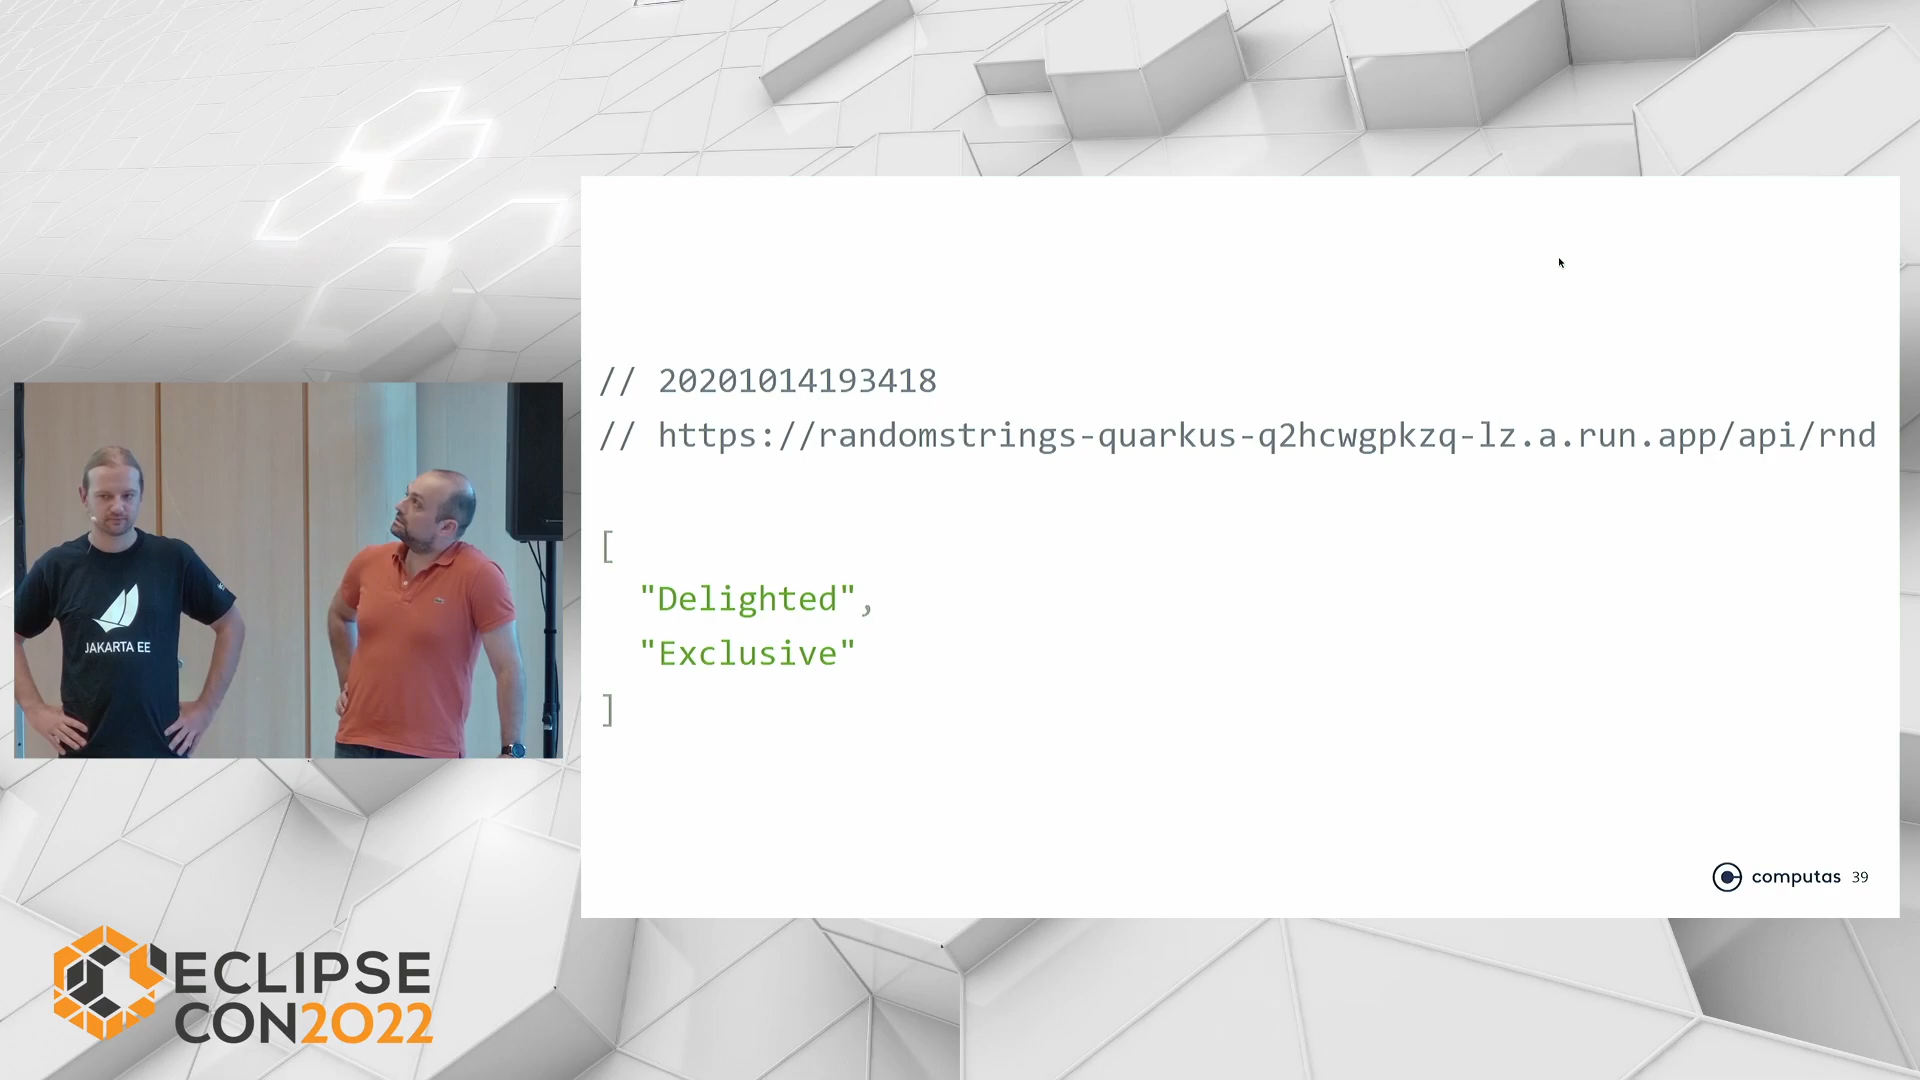 // 20201014193418
// https://randomstrings-quarkus-q2hcwgpkzq-lz.a.run.app/api/rnd
[
"Delighted",
"Exclusive"
]
computas 39
JAKARTA EE
ECLIPSE
CON2022